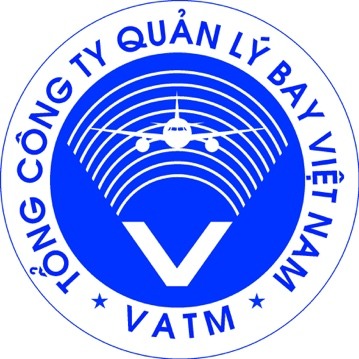 TỔNG CÔNG TY QUẢN LÝ BAY VIỆT NAM
V
VATM